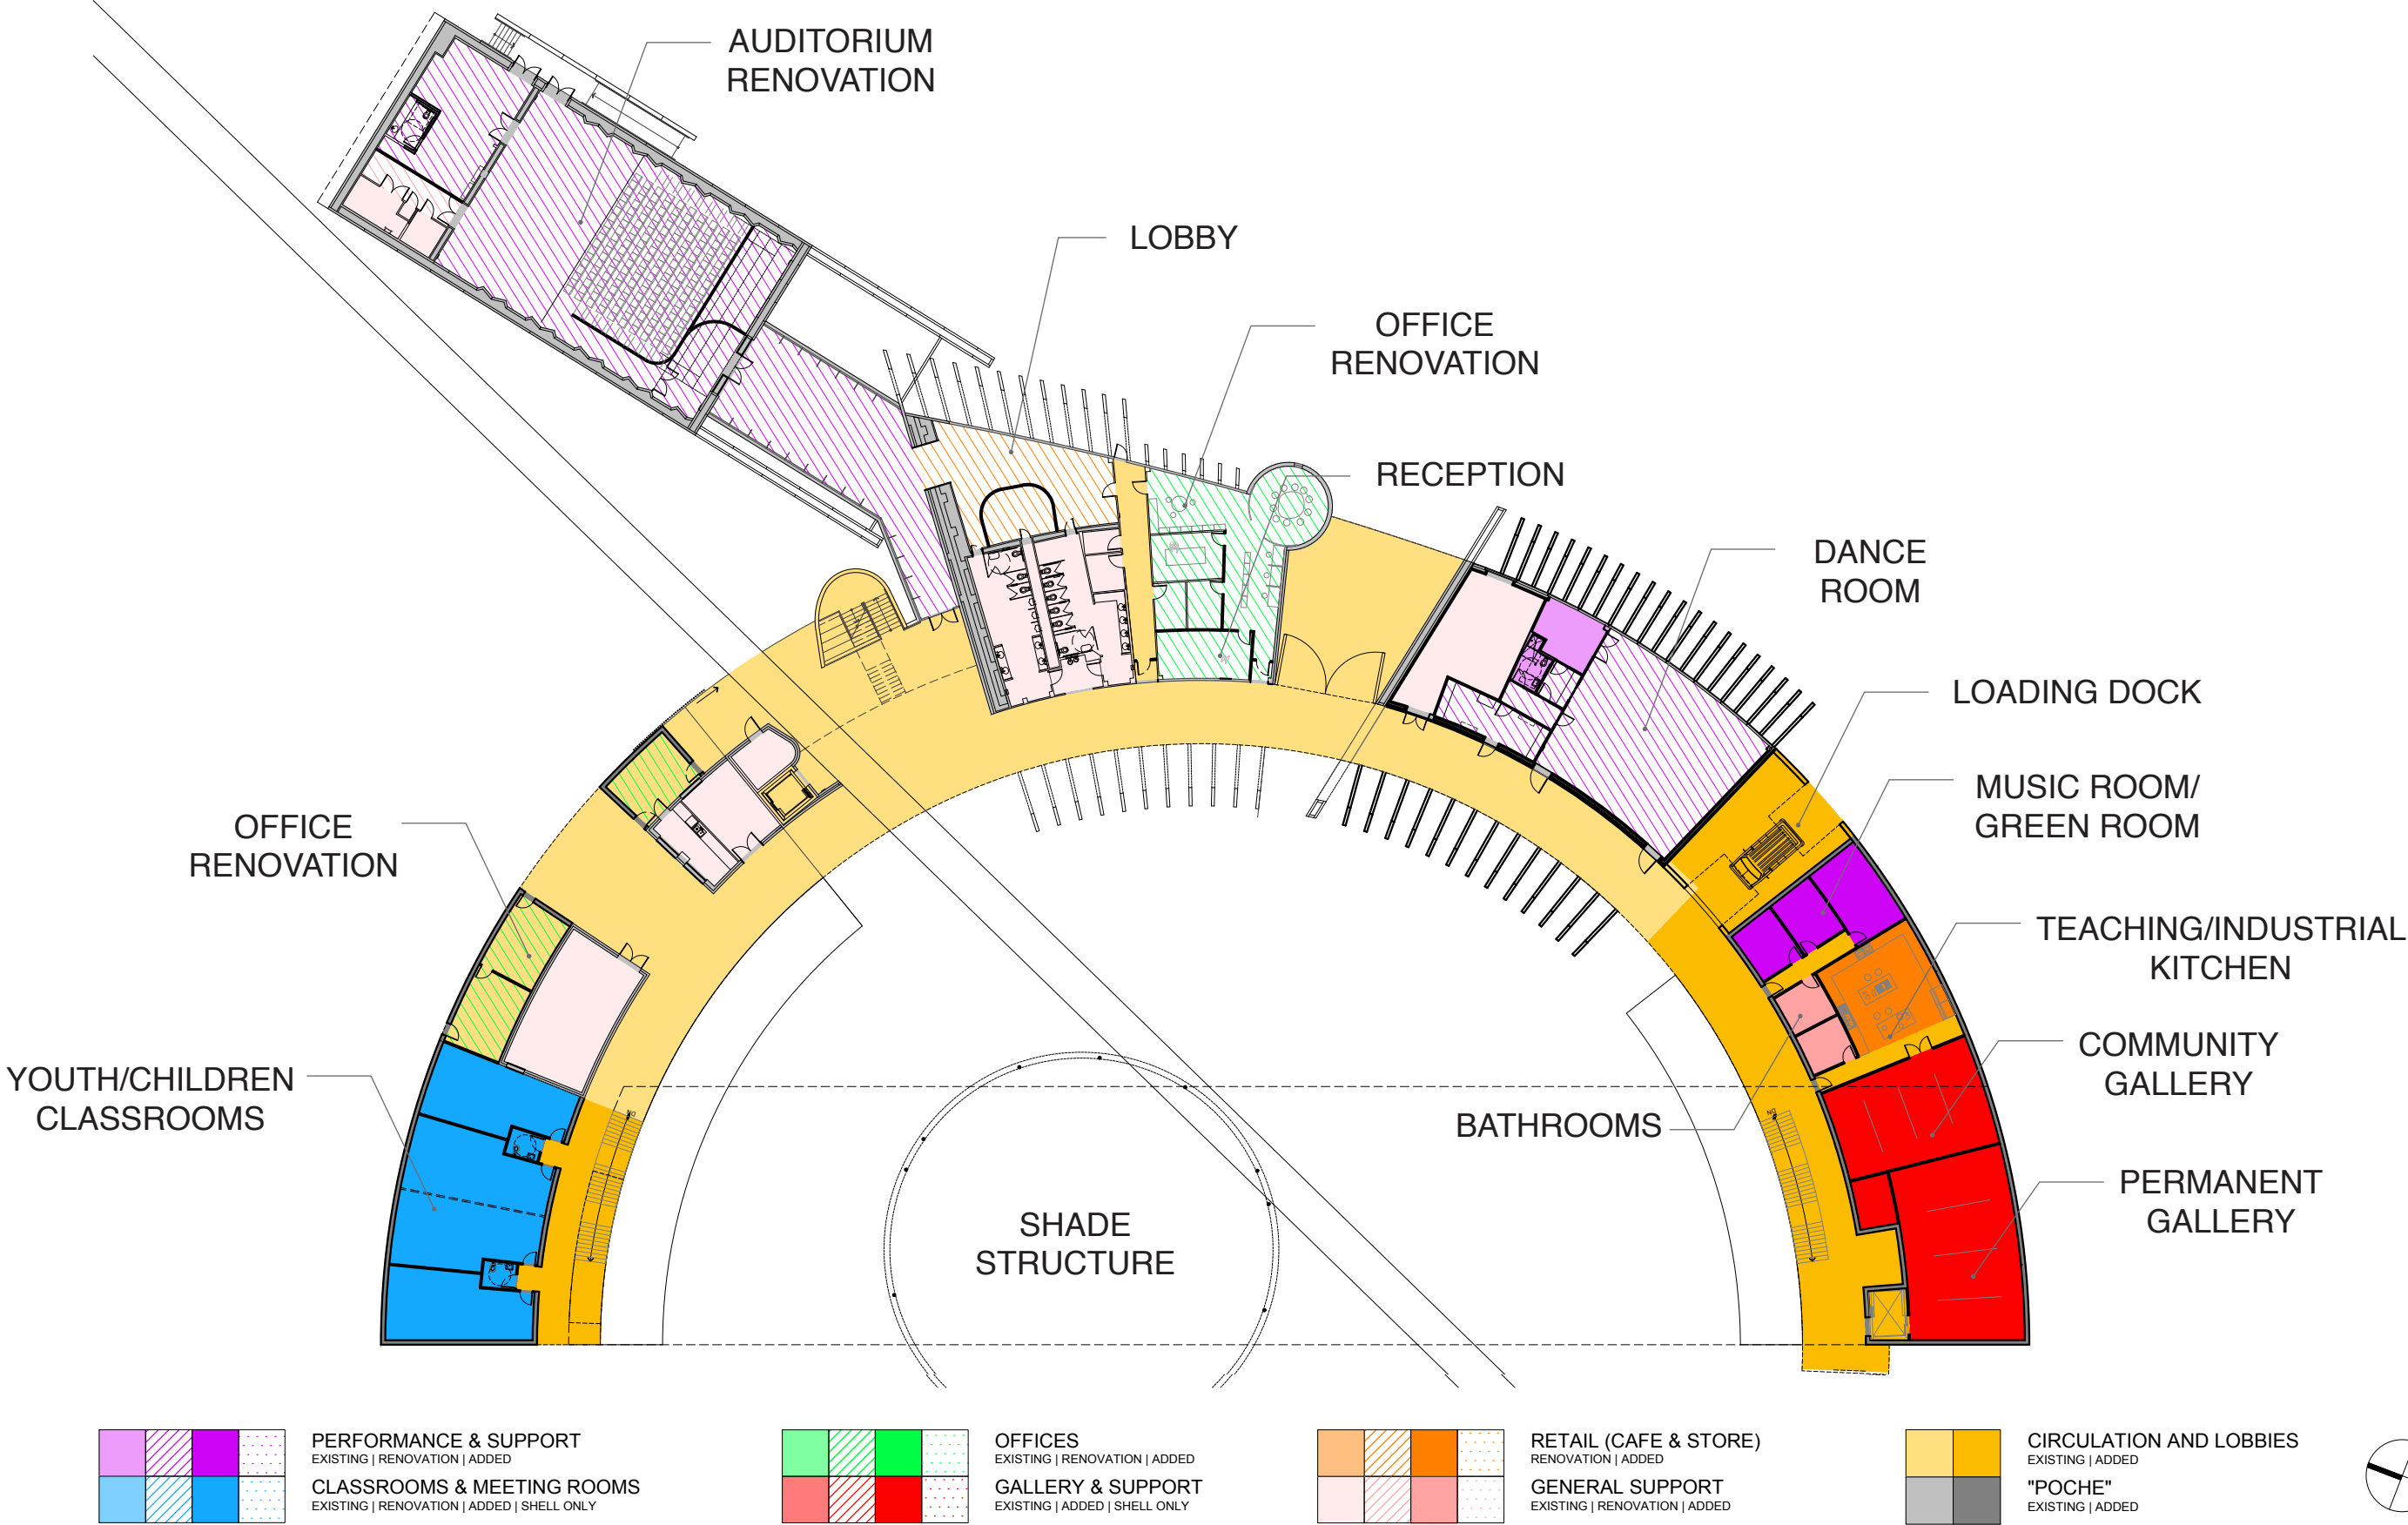 AUDITORIUM
RENOVATION
LOBBY
OFFICE
RENOVATION
RECEPTION
DANCE
ROOM
LOADING DOCK
MUSIC ROOM/
GREEN ROOM
OFFICE
RENOVATION
TEACHING/INDUSTRIAL
KITCHEN
COMMUNITY
GALLERY
YOUTH/CHILDREN
CLASSROOMS
BATHROOMS
DN
DN
PERMANENT
GALLERY
SHADE
STRUCTURE
PERFORMANCE & SUPPORT
EXISTING | RENOVATION | ADDED
CLASSROOMS & MEETING ROOMS
EXISTING | RENOVATION | ADDED | SHELL ONLY
OFFICES
EXISTING | RENOVATION | ADDED
GALLERY & SUPPORT
EXISTING | ADDED | SHELL ONLY
RETAIL (CAFE & STORE)
RENOVATION | ADDED
GENERAL SUPPORT
EXISTING | RENOVATION | ADDED
CIRCULATION AND LOBBIES
EXISTING | ADDED
"POCHE"
EXISTING | ADDED